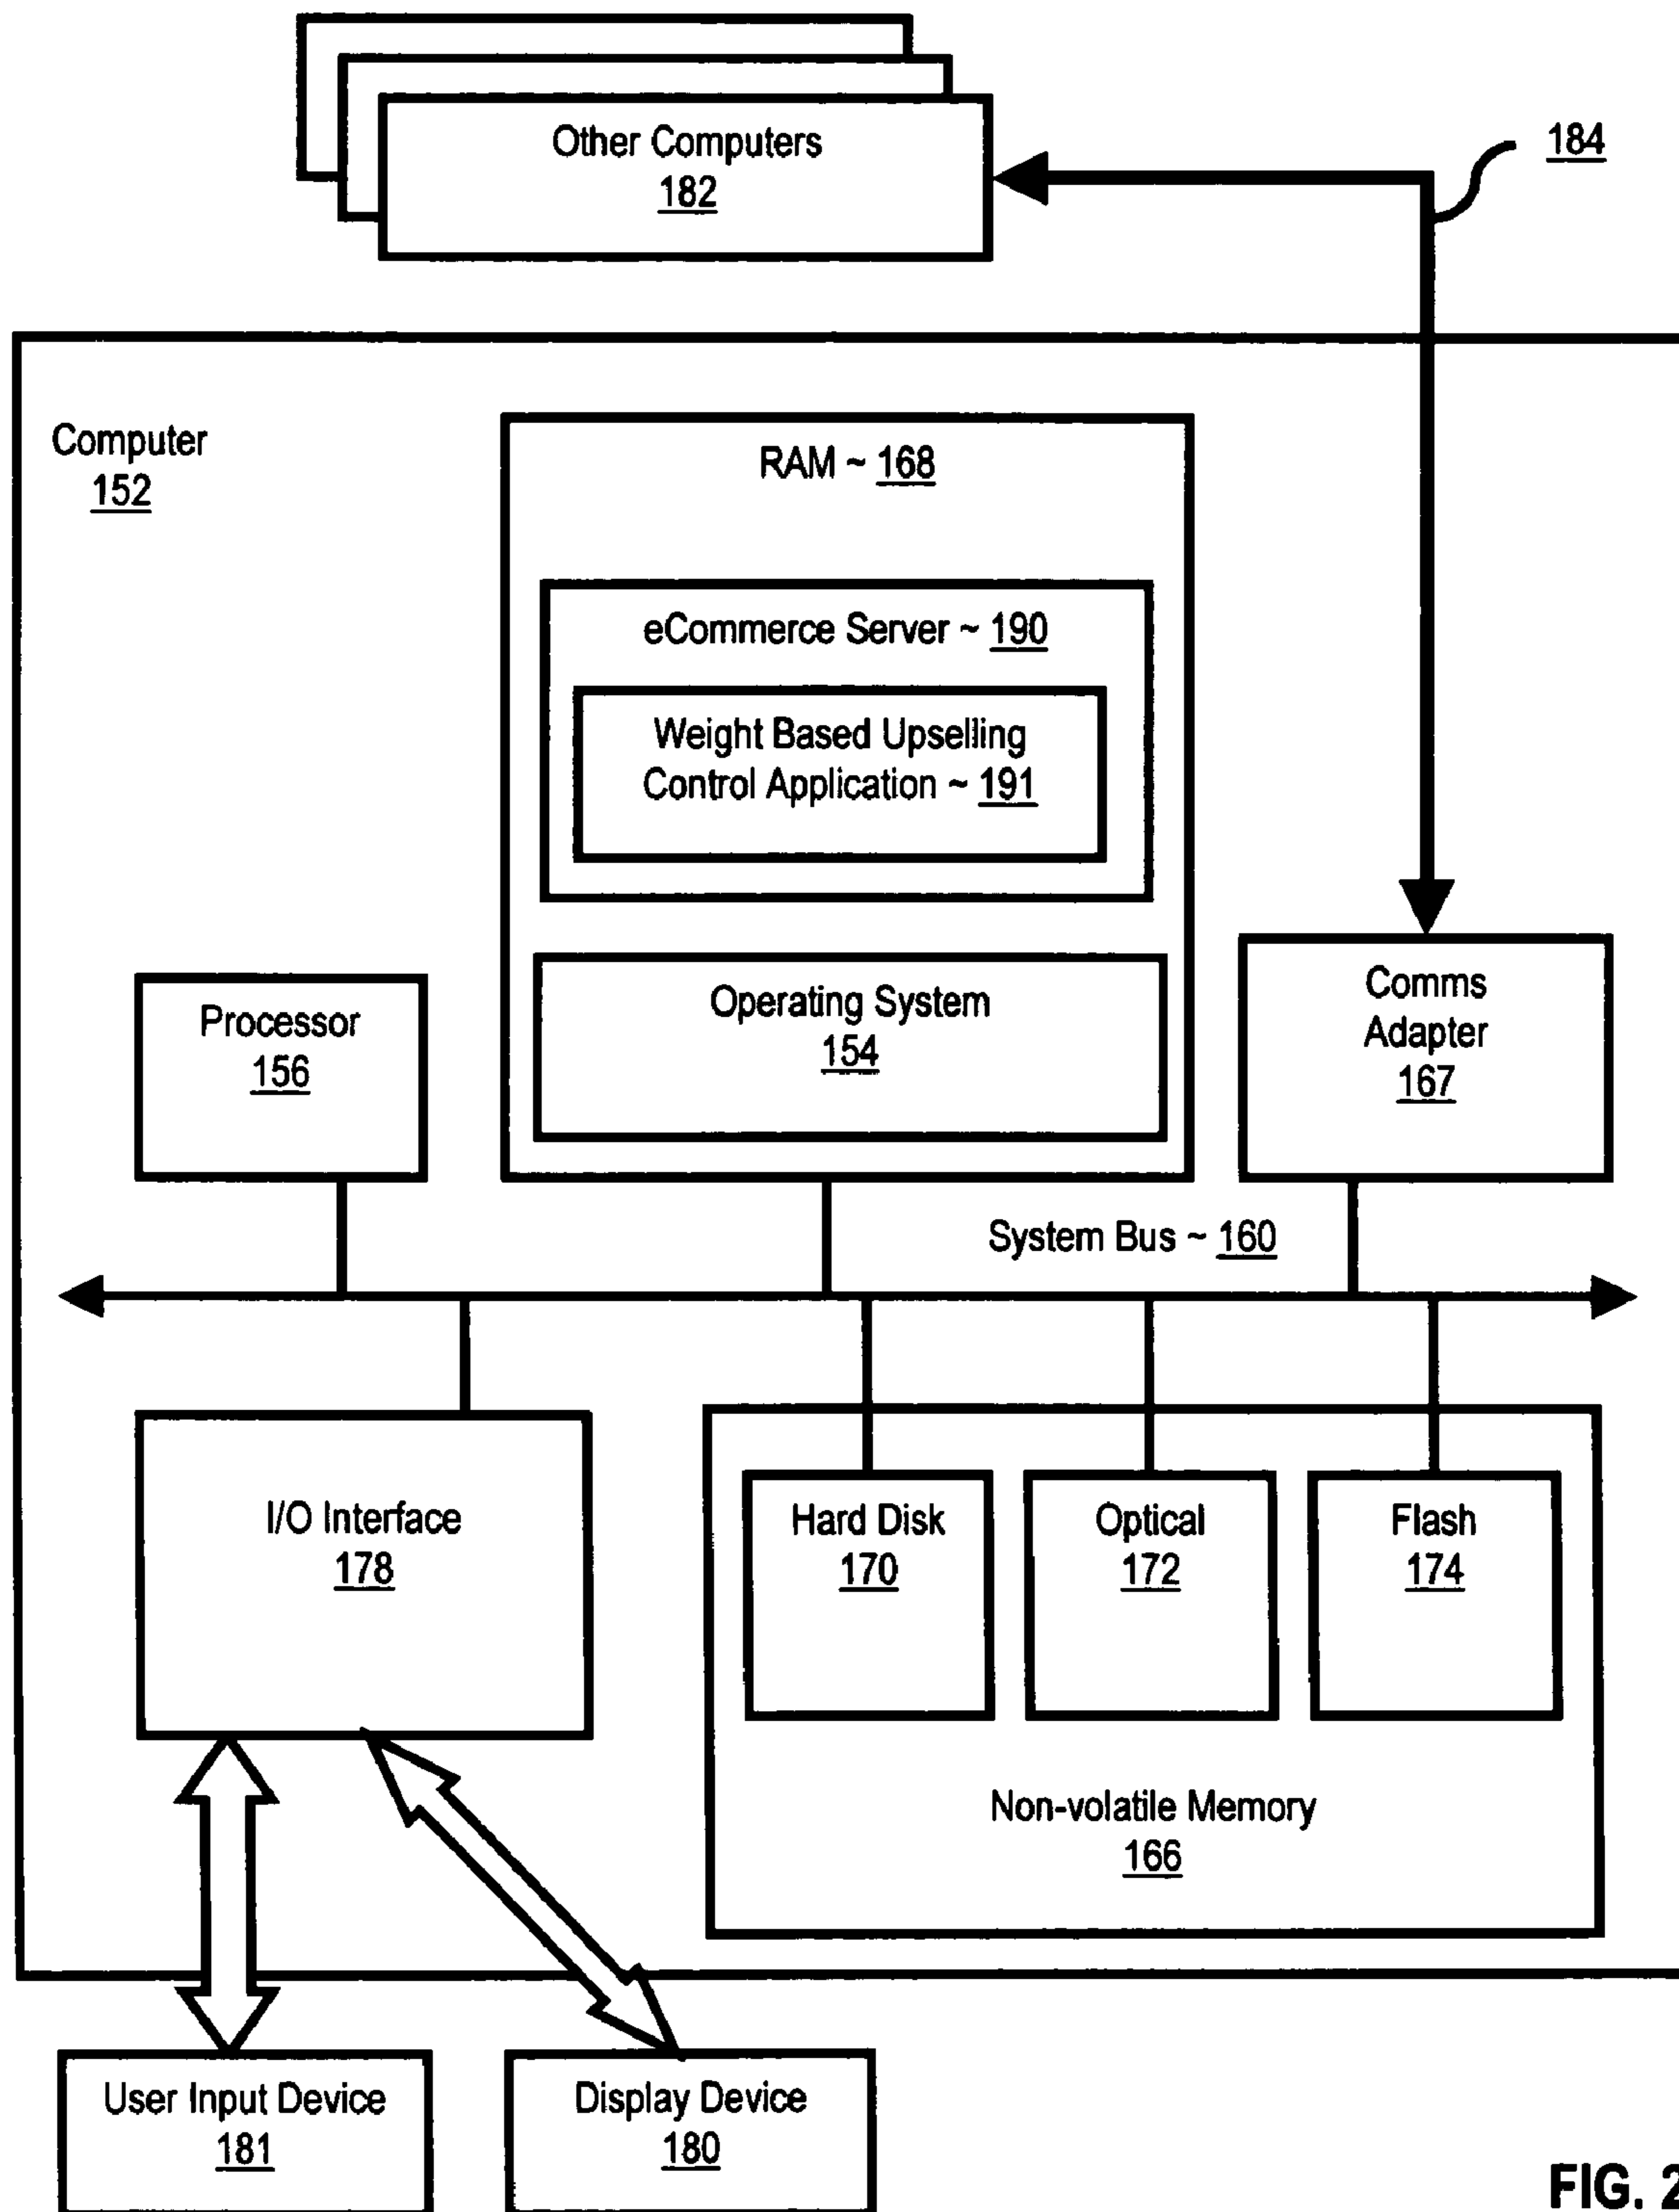 Other Computers
182
184
Computer
152
RAM ~ 168
eCommerce Server ~ 190
Weight Based Upselling
Control Application ~ 191
Operating System
154
Processor
156
Comms
Adapter
167
System Bus ~ 160
I/O Interface
178
Hard Disk
170
Optical
172
Flash
174
Non-volatile Memory
166
User Input Device
181
Display Device
180
FIG. 2